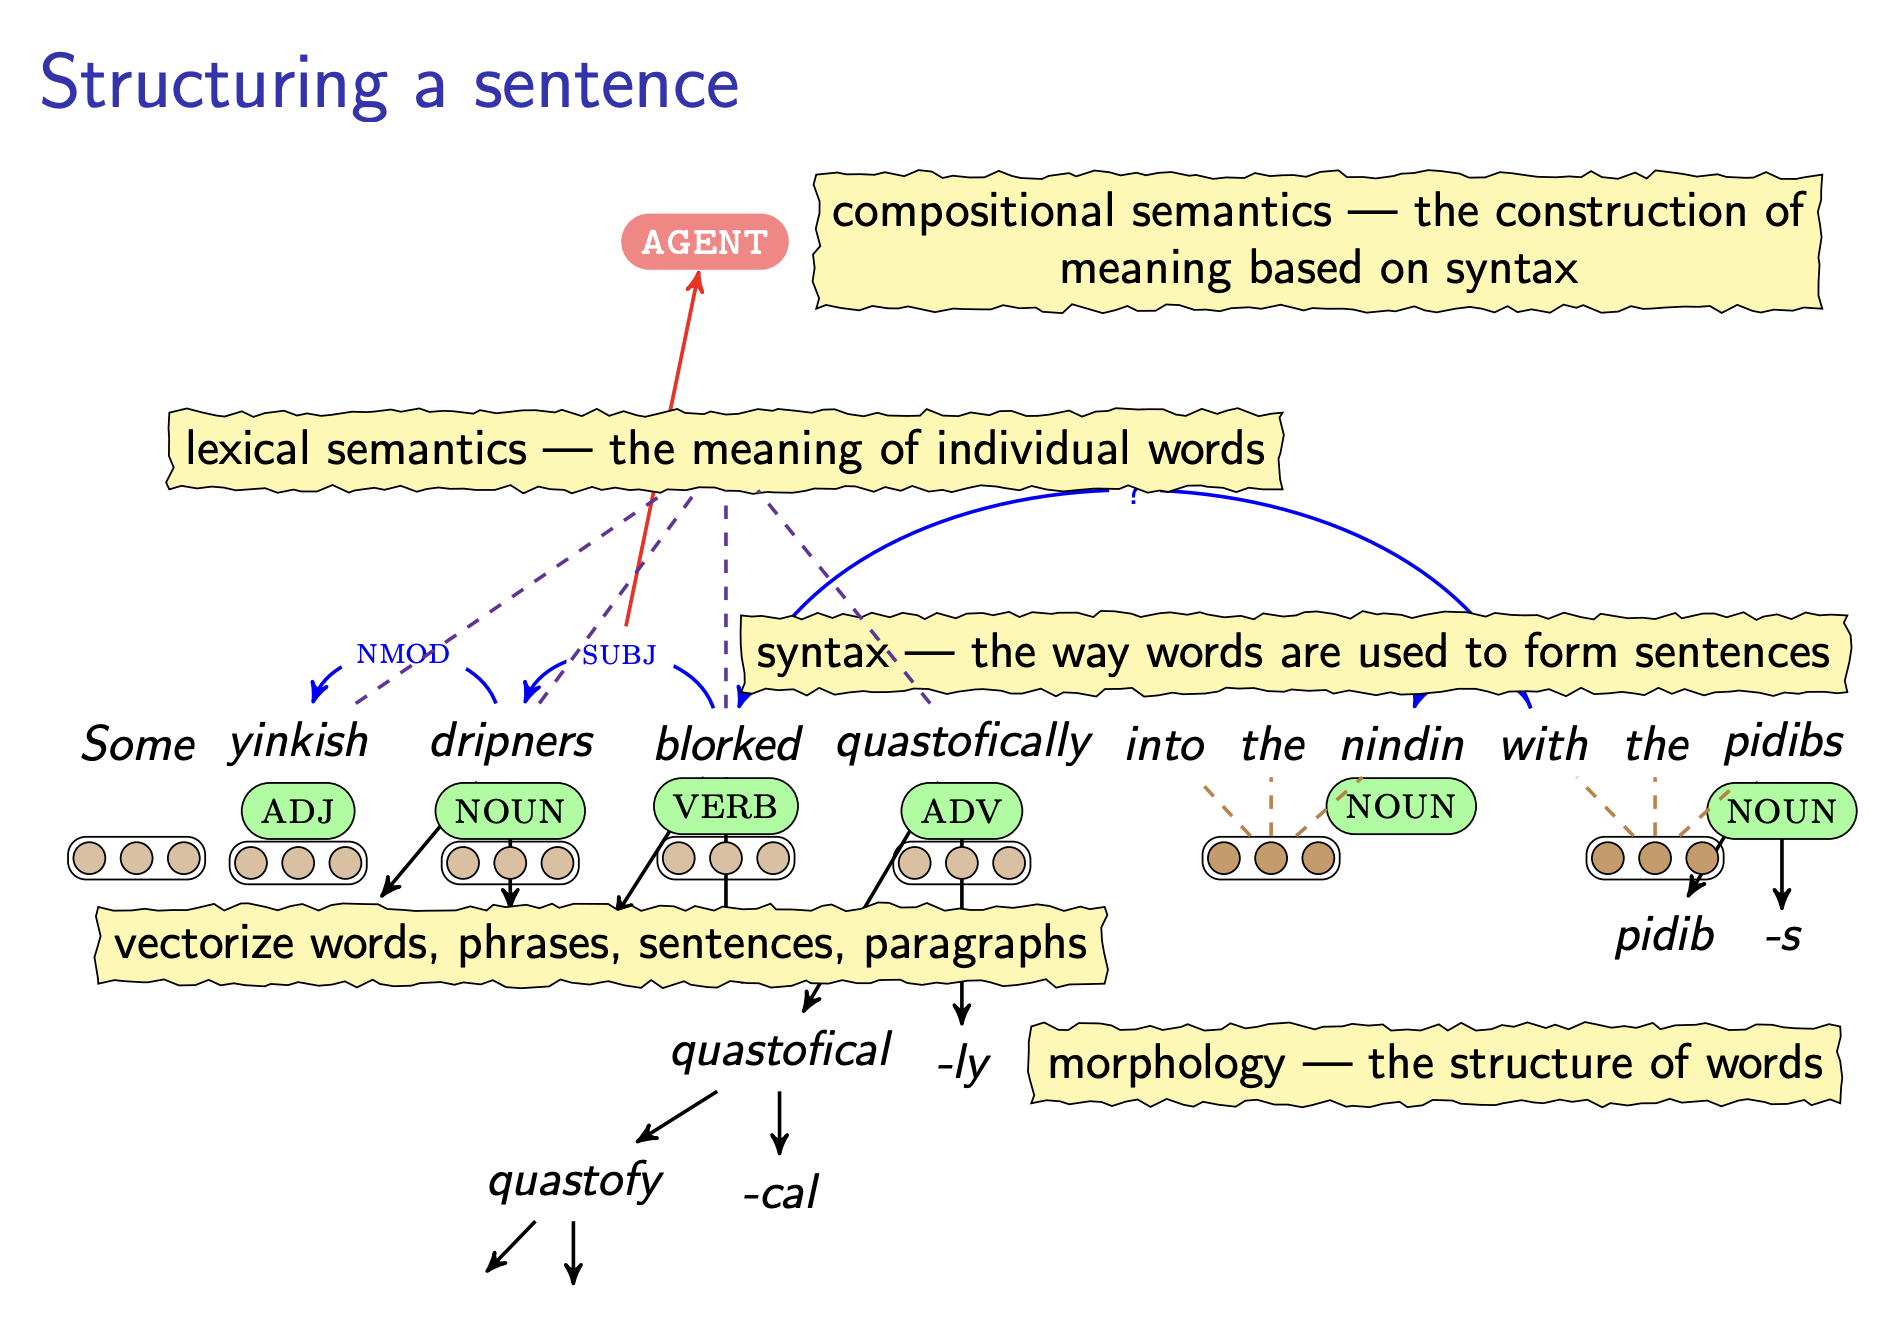 Structuring a sentence
AGENT
compositional semantics — the construction of
meaning based on syntax
lexical semantics — the meaning of individual words
?
NMOD SUBJ
syntax — the way words are used to form sentences
Some yinkish dripners blorked quastofically into the nindin with the pidibs
ADJ NOUN VERB ADV NOUN NOUN
pidib -s
vectorize words, phrases, sentences, paragraphs
quastofical -ly
morphology — the structure of words
quastofy -cal